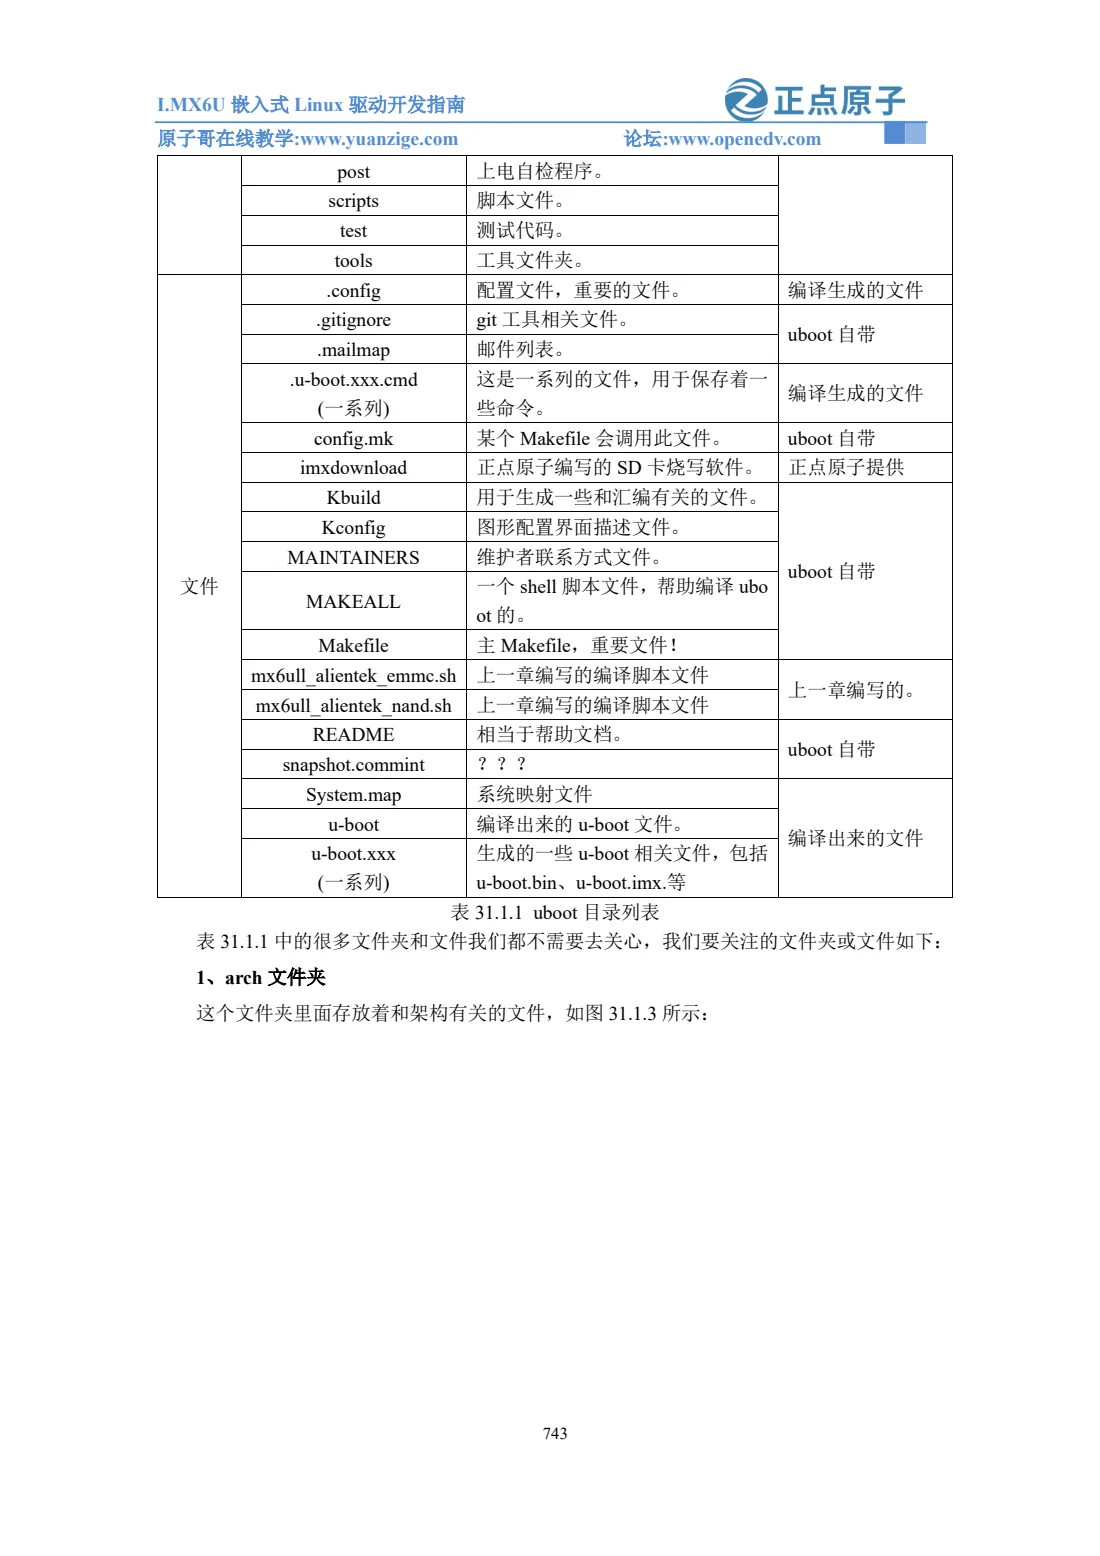 I.MX6U 嵌入式 Linux 驱动开发指南
正点原子
原子哥在线教学:www.yuanzige.com 论坛:www.openedv.com
post 上电自检程序。
scripts 脚本文件。
test 测试代码。
tools 工具文件夹。
文件
.config 配置文件，重要的文件。 编译生成的文件
.gitignore git 工具相关文件。
uboot 自带
.mailmap 邮件列表。
.u-boot.xxx.cmd 这是一系列的文件，用于保存着一
编译生成的文件
(一系列) 些命令。
config.mk 某个 Makefile 会调用此文件。 uboot 自带
imxdownload 正点原子编写的 SD 卡烧写软件。 正点原子提供
Kbuild 用于生成一些和汇编有关的文件。
Kconfig 图形配置界面描述文件。
MAINTAINERS 维护者联系方式文件。
uboot 自带
MAKEALL 一个 shell 脚本文件，帮助编译 ubo
ot 的。
Makefile 主 Makefile，重要文件！
mx6ull_alientek_emmc.sh 上一章编写的编译脚本文件
上一章编写的。
mx6ull_alientek_nand.sh 上一章编写的编译脚本文件
README 相当于帮助文档。
uboot 自带
snapshot.commint ？？？
System.map 系统映射文件
u-boot 编译出来的 u-boot 文件。
编译出来的文件
u-boot.xxx 生成的一些 u-boot 相关文件，包括
(一系列) u-boot.bin、u-boot.imx.等
表 31.1.1 uboot 目录列表
表 31.1.1 中的很多文件夹和文件我们都不需要去关心，我们要关注的文件夹或文件如下：
1、arch 文件夹
这个文件夹里面存放着和架构有关的文件，如图 31.1.3 所示：
743